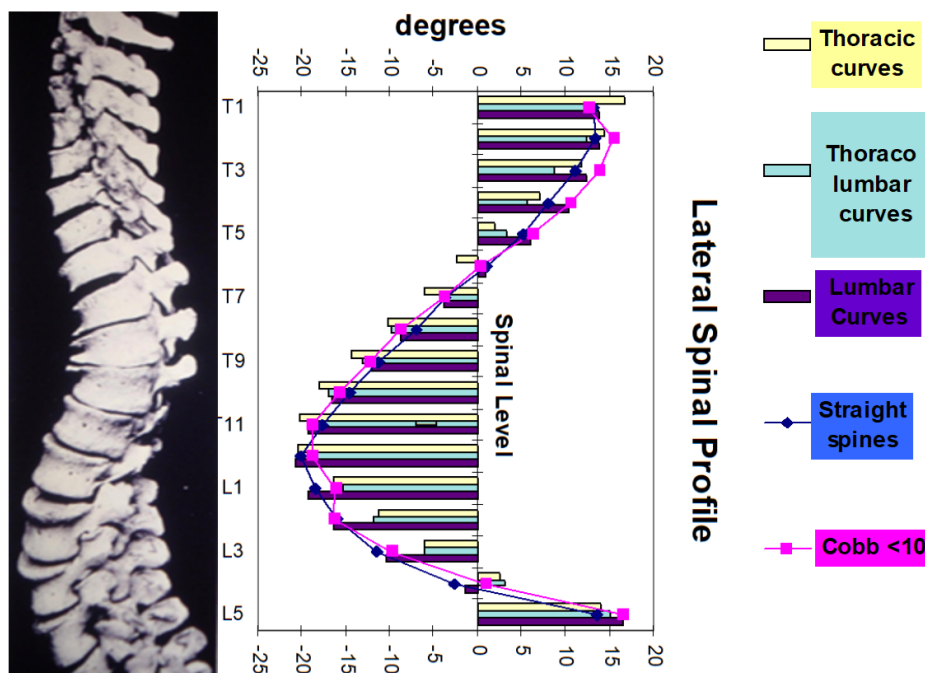 degrees
-25 -20 -15 -10 -5 0 5 10 15 20
T1
T3
T5
T7
T9
T11
L1
L3
L5
Spinal Level
-25 -20 -15 -10 -5 0 5 10 15 20
Lateral Spinal Profile
Thoracic
curves
Thoraco
lumbar
curves
Lumbar
Curves
Straight
spines
Cobb <10